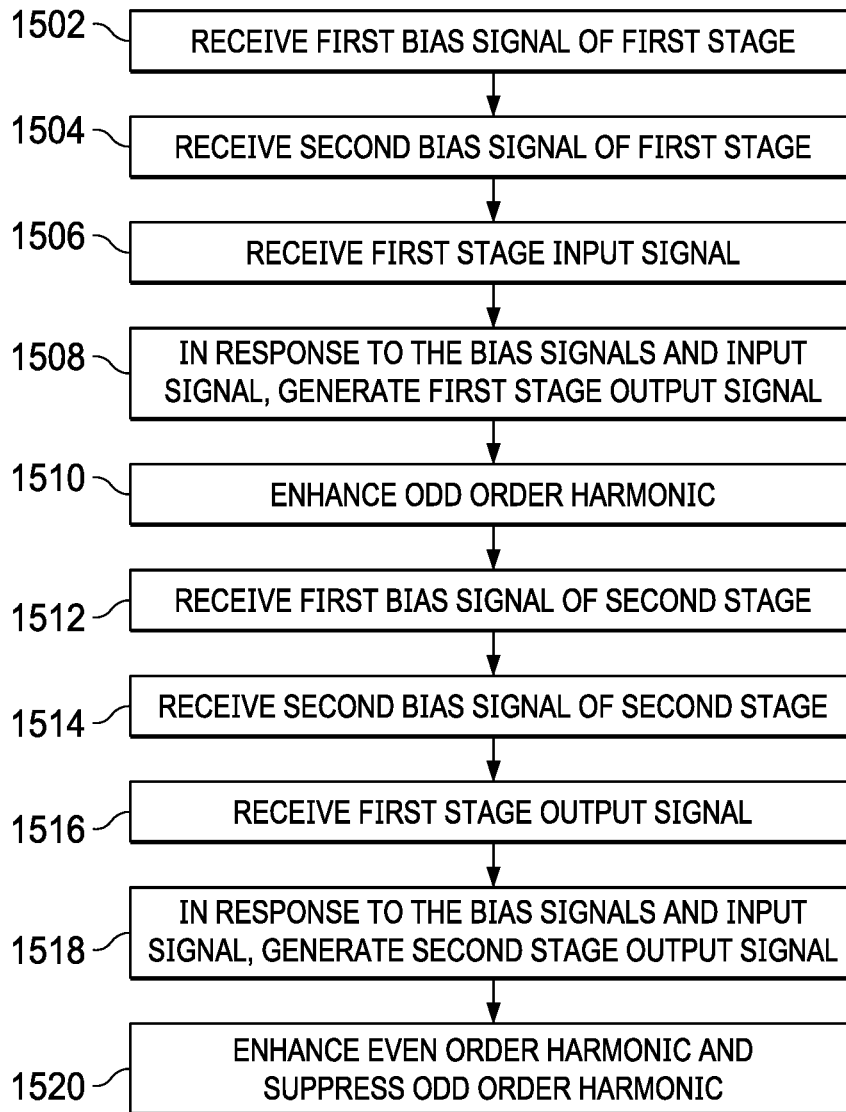 1502
RECEIVE FIRST BIAS SIGNAL OF FIRST STAGE
1504
RECEIVE SECOND BIAS SIGNAL OF FIRST STAGE
1506
RECEIVE FIRST STAGE INPUT SIGNAL
1508
IN RESPONSE TO THE BIAS SIGNALS AND INPUT
SIGNAL, GENERATE FIRST STAGE OUTPUT SIGNAL
1510
ENHANCE ODD ORDER HARMONIC
1512
RECEIVE FIRST BIAS SIGNAL OF SECOND STAGE
1514
RECEIVE SECOND BIAS SIGNAL OF SECOND STAGE
1516
RECEIVE FIRST STAGE OUTPUT SIGNAL
1518
IN RESPONSE TO THE BIAS SIGNALS AND INPUT
SIGNAL, GENERATE SECOND STAGE OUTPUT SIGNAL
1520
ENHANCE EVEN ORDER HARMONIC AND
SUPPRESS ODD ORDER HARMONIC